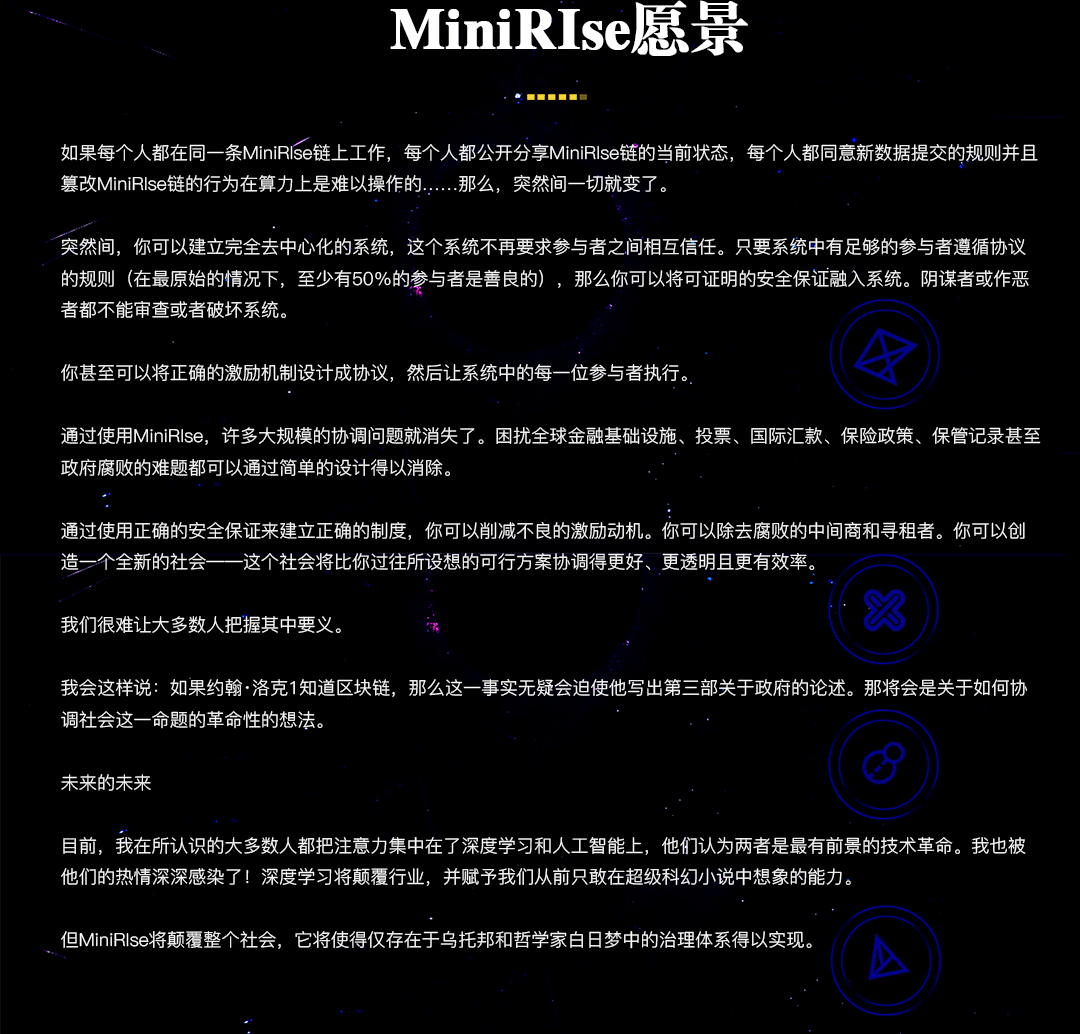 MiniRIse愿景
如果每个人都在同一条MiniRIse链上工作，每个人都公开分享MiniRIse链的当前状态，每个人都同意新数据提交的规则并且
篡改MiniRIse链的行为在算力上是难以操作的......那么，突然间一切就变了。
突然间，你可以建立完全去中心化的系统，这个系统不再要求参与者之间相互信任。只要系统中有足够的参与者遵循协议
的规则（在最原始的情况下，至少有50%的参与者是善良的），那么你可以将可证明的安全保证融入系统。阴谋者或作恶
者都不能审查或者破坏系统。
你甚至可以将正确的激励机制设计成协议，然后让系统中的每一位参与者执行。
通过使用MiniRIse，许多大规模的协调问题就消失了。困扰全球金融基础设施、投票、国际汇款、保险政策、保管记录甚至
政府腐败的难题都可以通过简单的设计得以消除。
通过使用正确的安全保证来建立正确的制度，你可以削减不良的激励动机。你可以除去腐败的中间商和寻租者。你可以创
造一个全新的社会——这个社会将比你过往所设想的可行方案协调得更好、更透明且更有效率。
我们很难让大多数人把握其中要义。
我会这样说：如果约翰·洛克1知道区块链，那么这一事实无疑会迫使他写出第三部关于政府的论述。那将会是关于如何协
调社会这一命题的革命性的想法。
未来的未来
目前，我在所认识的大多数人都把注意力集中在了深度学习和人工智能上，他们认为两者是最有前景的技术革命。我也被
他们的热情深深感染了！深度学习将颠覆行业，并赋予我们从前只敢在超级科幻小说中想象的能力。
但MiniRIse将颠覆整个社会，它将使得仅存在于乌托邦和哲学家白日梦中的治理体系得以实现。